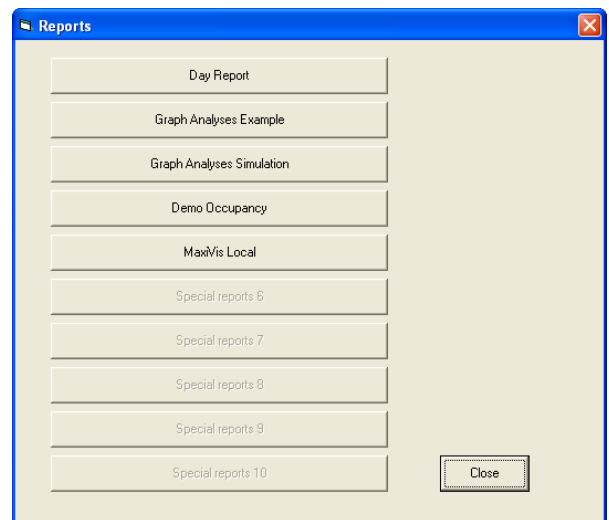 Reports
Day Report
Graph Analyses Example
Graph Analyses Simulation
Demo Occupancy
MaxiVis Local
Special reports 6
Special reports 7
Special reports 8
Special reports 9
Special reports 10
Close